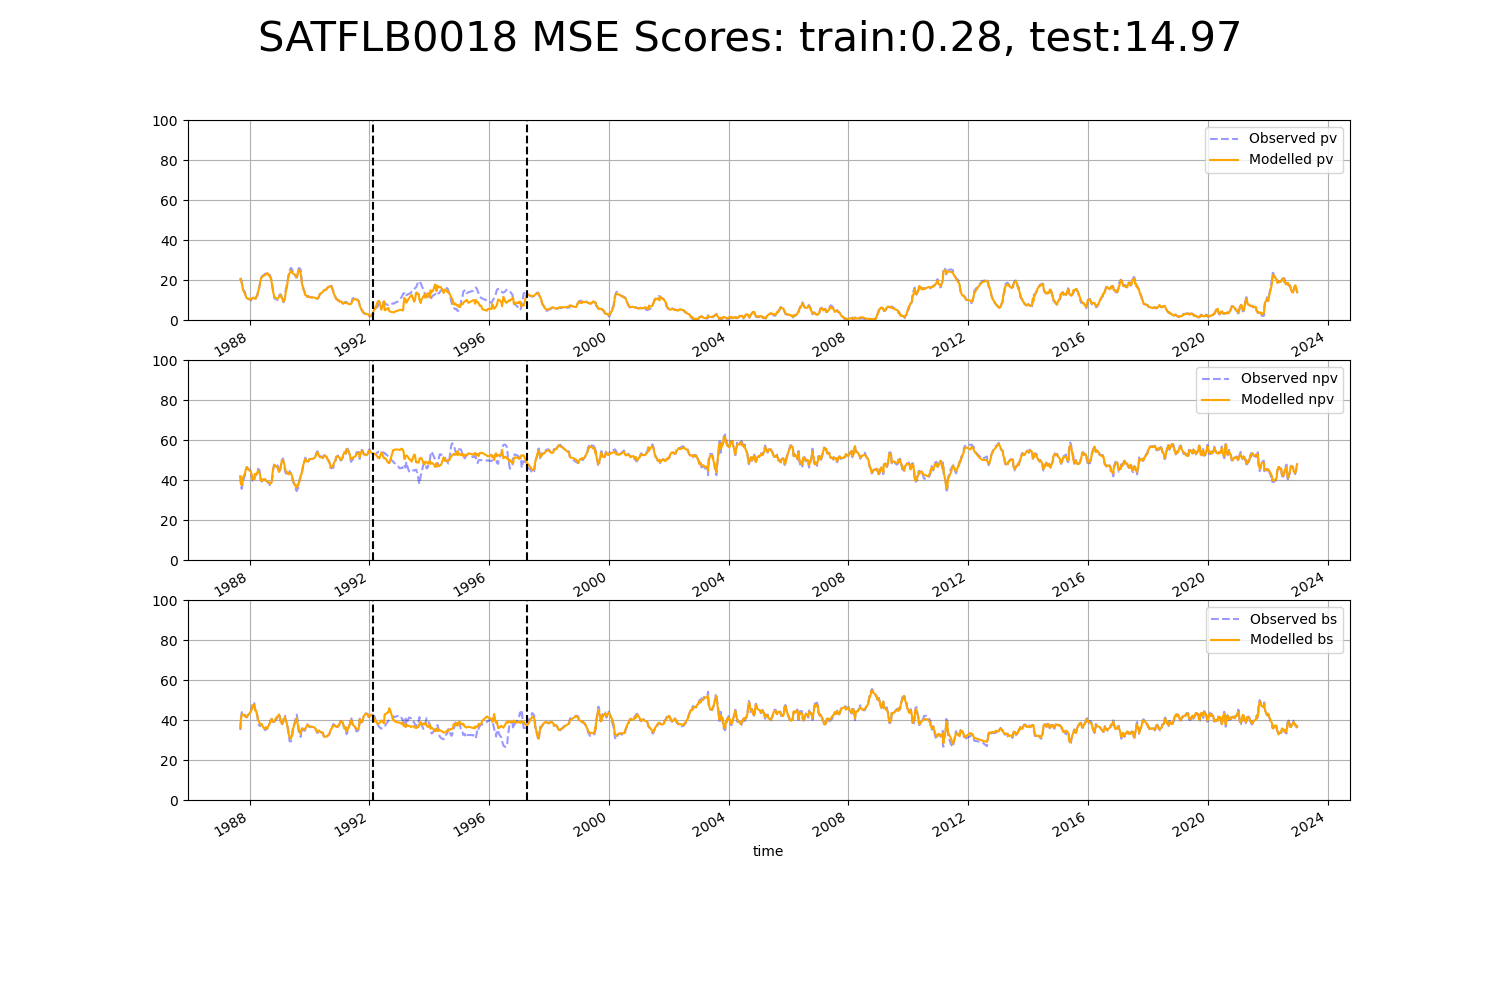 SATFLB0018 MSE Scores: train:0.28, test:14.97
100
80
60
40
20
0
Observed pv
Modelled pv
1988 1992 1996 2000 2004 2008 2012 2016 2020 2024
100
80
60
40
20
0
Observed npv
Modelled npv
1988 1992 1996 2000 2004 2008 2012 2016 2020 2024
100
80
60
40
20
0
Observed bs
Modelled bs
1988 1992 1996 2000 2004 2008 2012 2016 2020 2024
time